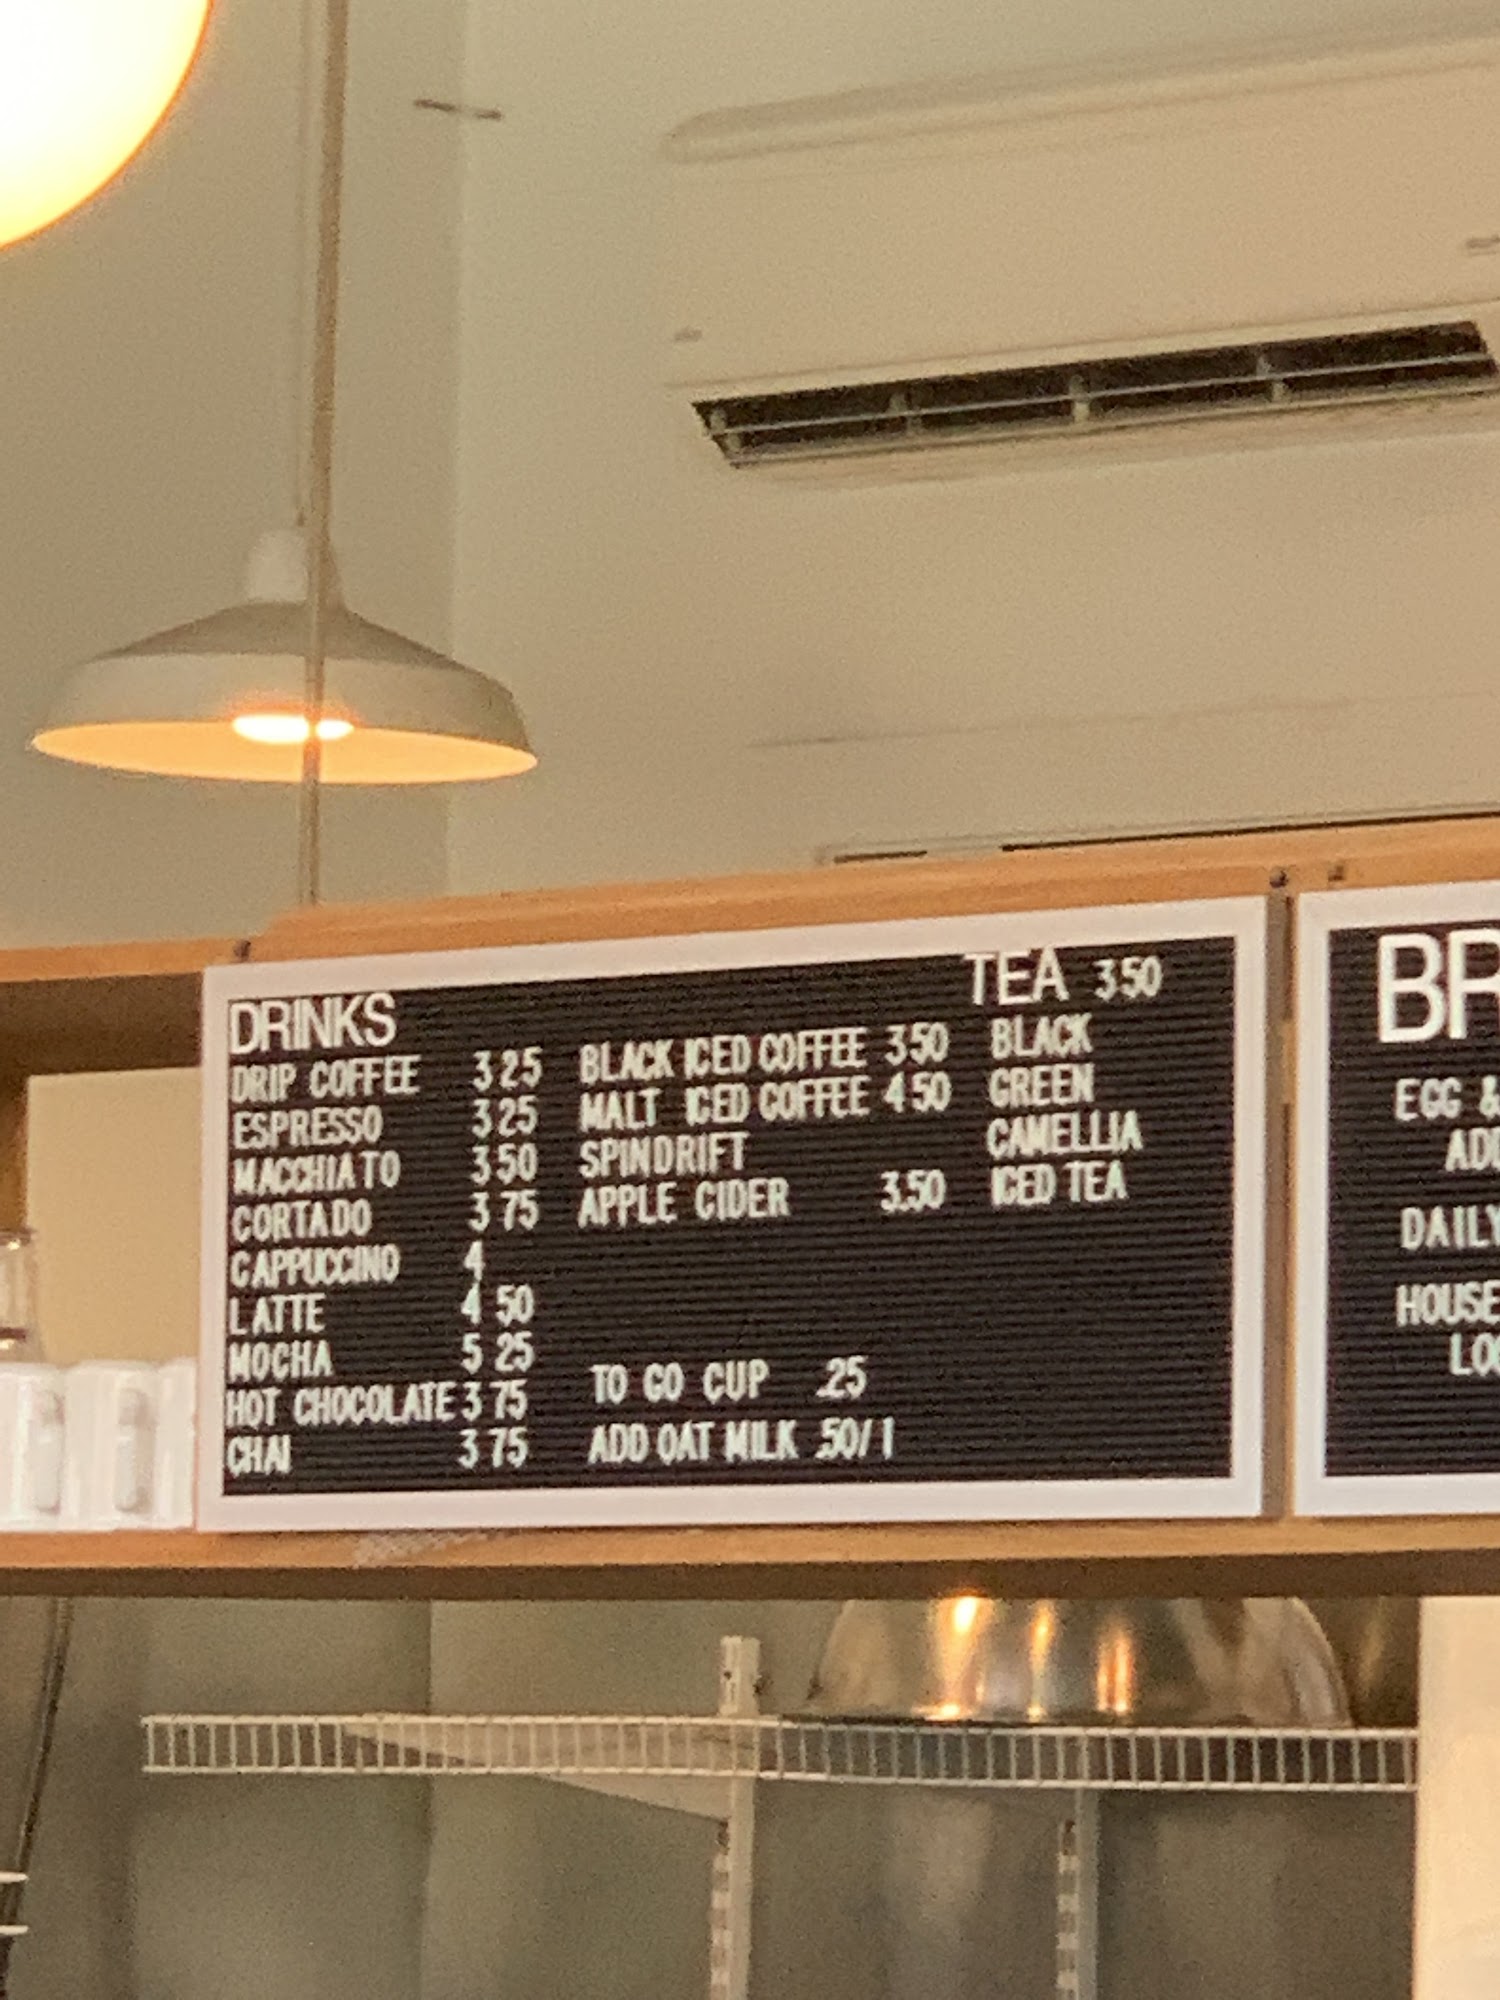 DRINKS
DRIP COFFEE 3 25
ESPRESSO 3 25
MACCHIATO 3 50
CORTADO 3 75
CAPPUCCINO 4
LATTE 4 50
MOCHA 5 25
HOT CHOCOLATE 3 75
CHAI 3 75
BLACK ICED COFFEE 3 50
MALT ICED COFFEE 4 50
SPINDRIFT
APPLE CIDER 3.50
TO GO CUP .25
ADD OAT MILK .50/1
TEA 3 50
BLACK
GREEN
CAMELLIA
ICED TEA
BR
EGG &
ADD
DAILY
HOUSE
LO